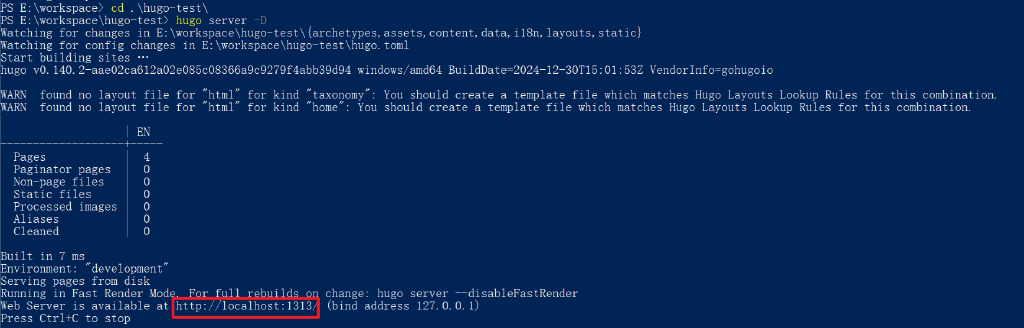 PS E:\workspace> cd .\hugo-test\
PS E:\workspace\hugo-test> hugo server -D
Watching for changes in E:\workspace\hugo-test\{archetypes,assets,content,data,i18n,layouts,static}
Watching for config changes in E:\workspace\hugo-test\hugo.toml
Start building sites …
hugo v0.140.2-aae02ca612a02e085c08366a9c9279f4abb39d94 windows/amd64 BuildDate=2024-12-30T15:01:53Z VendorInfo=gohugoio
WARN  found no layout file for "html" for kind "taxonomy": You should create a template file which matches Hugo Layouts Lookup Rules for this combination.
WARN  found no layout file for "html" for kind "home": You should create a template file which matches Hugo Layouts Lookup Rules for this combination.
| EN
-------------------+-----
Pages | 4
Paginator pages | 0
Non-page files | 0
Static files | 0
Processed images | 0
Aliases | 0
Cleaned | 0
Built in 7 ms
Environment: "development"
Serving pages from disk
Running in Fast Render Mode. For full rebuilds on change: hugo server --disableFastRender
Web Server is available at http://localhost:1313/ (bind address 127.0.0.1)
Press Ctrl+C to stop